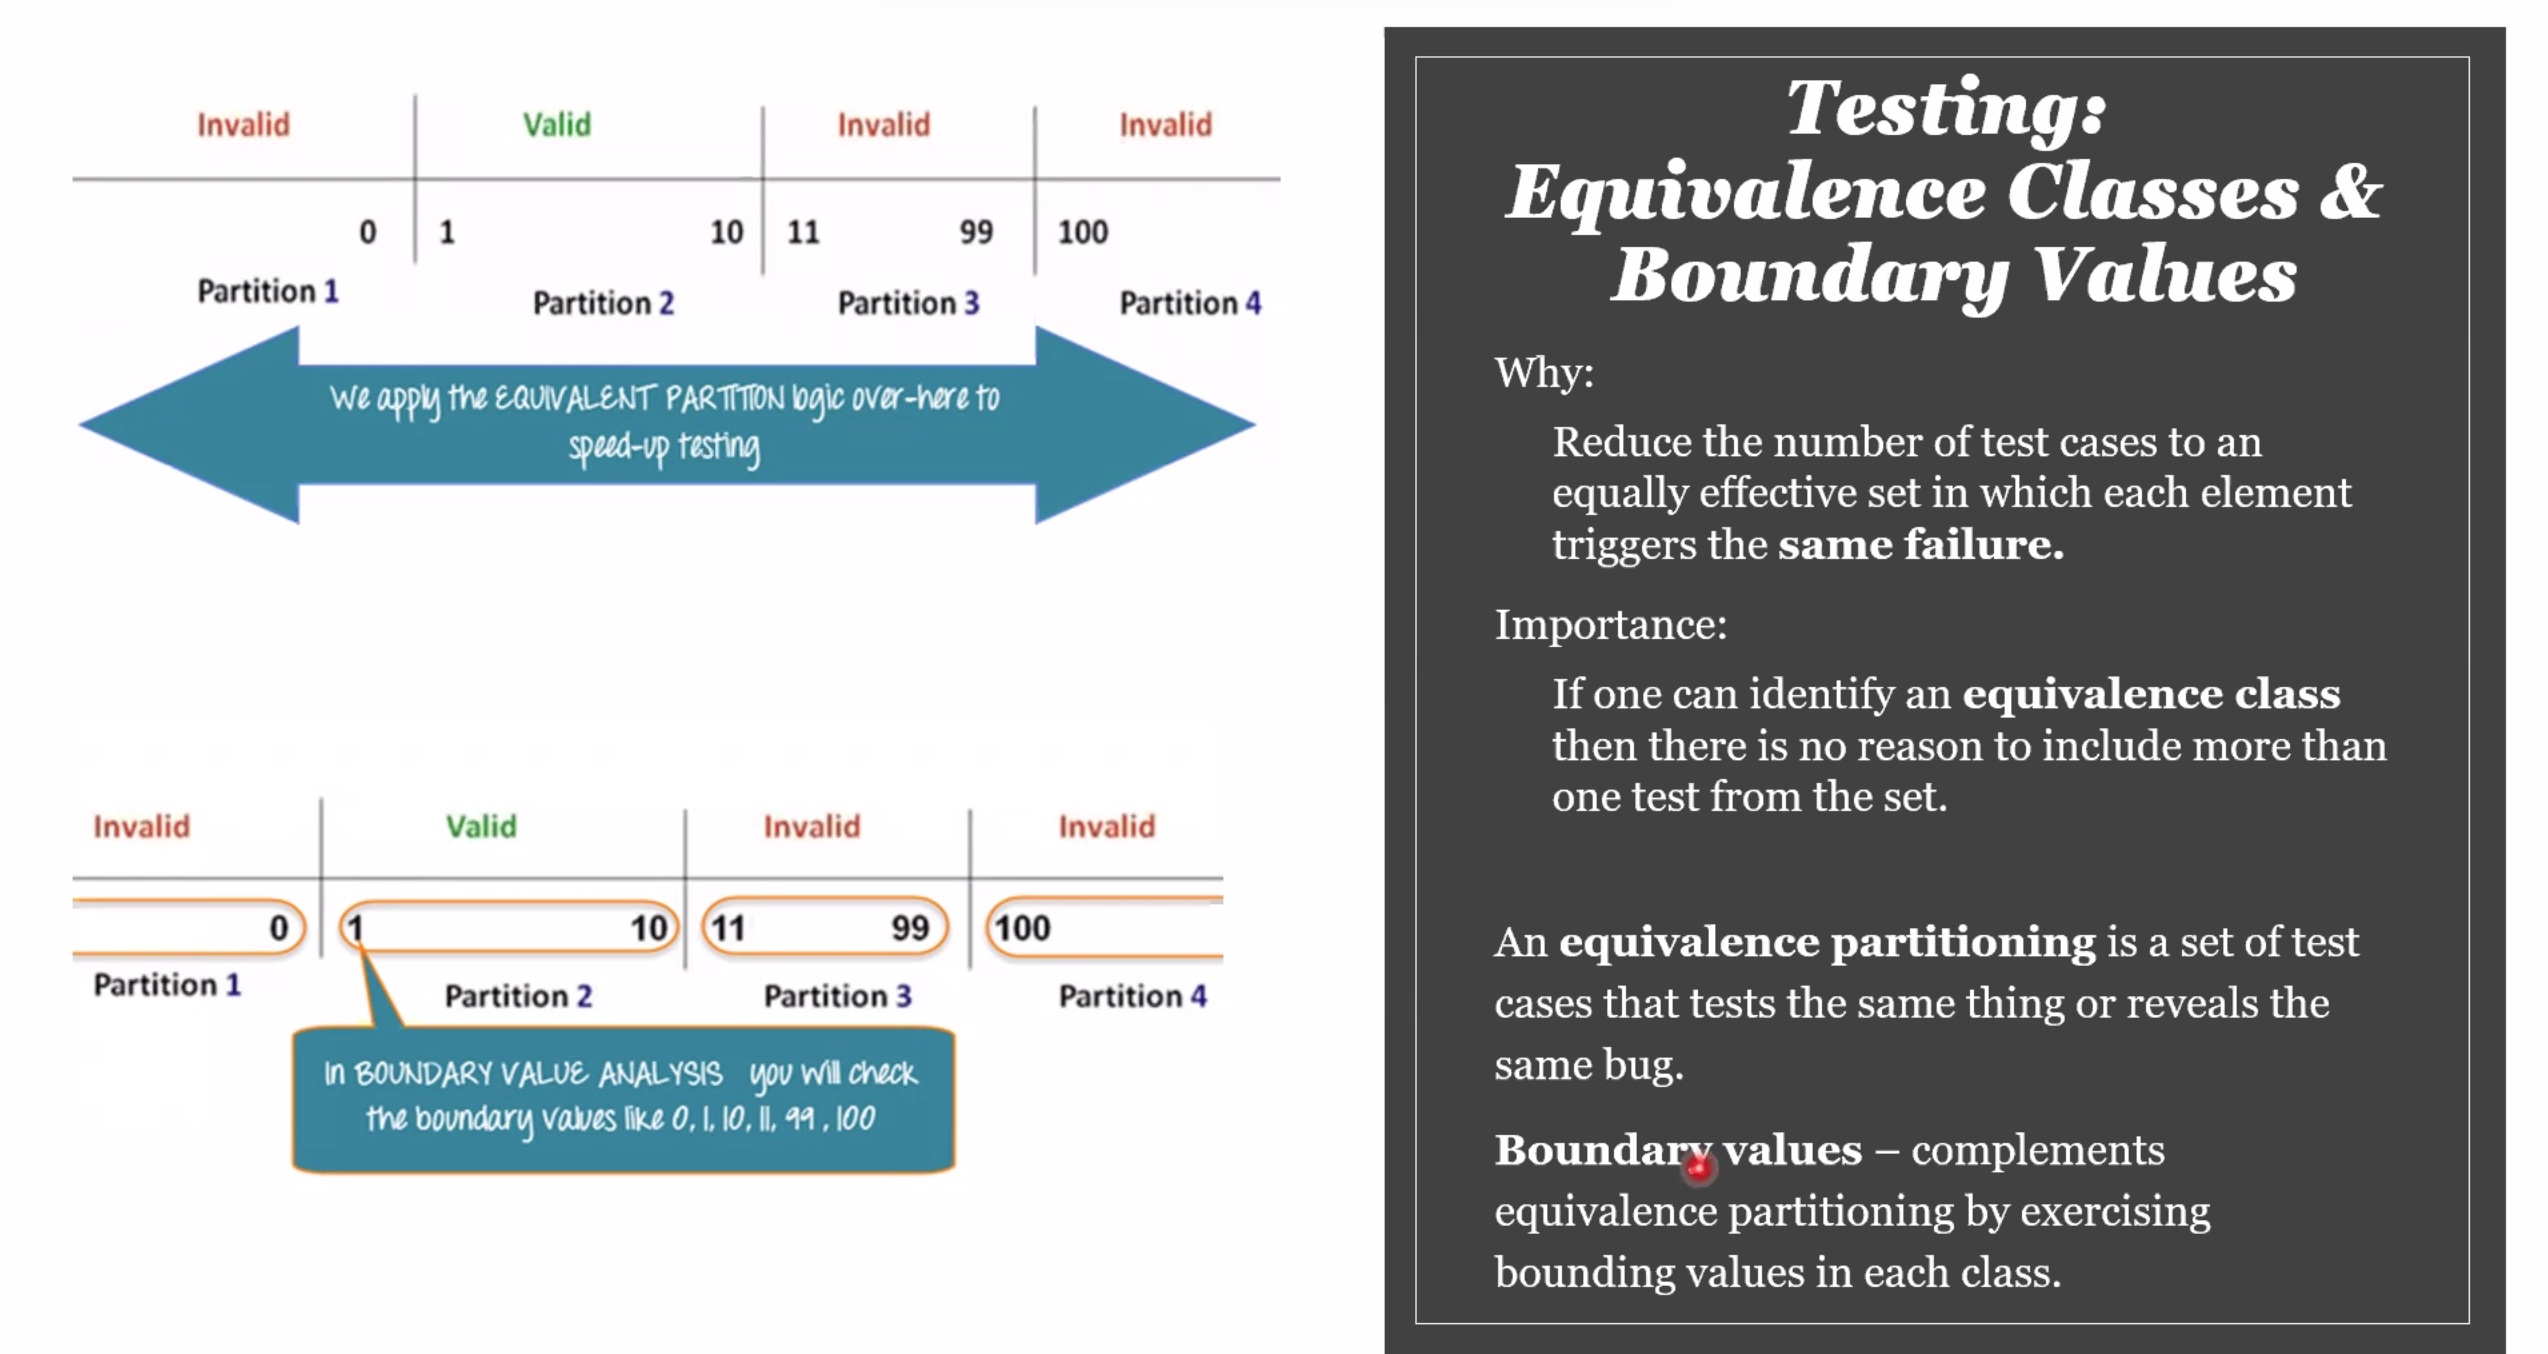 Invalid Valid Invalid Invalid
0 1 10 11 99 100
Partition 1 Partition 2 Partition 3 Partition 4
We apply the EQUIVALENT PARTITION logic over-here to
speed-up testing
Invalid Valid Invalid Invalid
0 1 10 11 99 100
Partition 1 Partition 2 Partition 3 Partition 4
In BOUNDARY VALUE ANALYSIS you will check
the boundary values like 0, 1, 10, 11, 99 , 100
Testing:
Equivalence Classes &
Boundary Values
Why:
Reduce the number of test cases to an
equally effective set in which each element
triggers the same failure.
Importance:
If one can identify an equivalence class
then there is no reason to include more than
one test from the set.
An equivalence partitioning is a set of test
cases that tests the same thing or reveals the
same bug.
Boundary values – complements
equivalence partitioning by exercising
bounding values in each class.